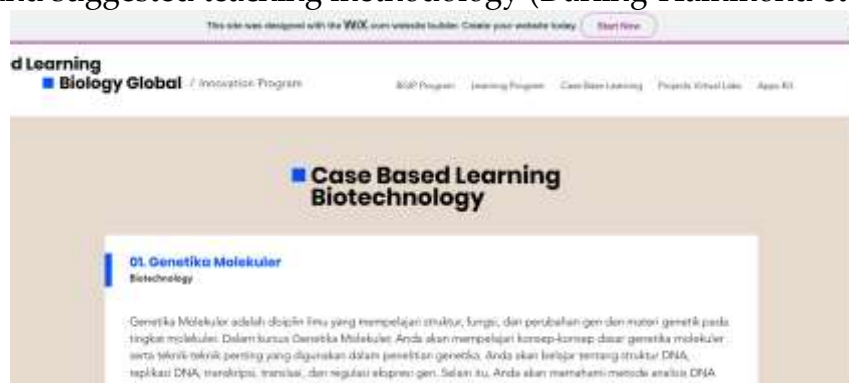 and suggested teaching methodology (Darling-Hammond et
This site was designed with the WIX.com website builder. Create your website today. Start Now
d Learning
Biology Global / Innovation Program
BGIP Program Learning Program Case Base Learning Projects Virtual Labs Apps Kit
Case Based Learning
Biotechnology
01. Genetika Molekuler
Biotechnology
Genetika Molekuler adalah disiplin ilmu yang mempelajari struktur, fungsi, dan perubahan gen dan materi genetik pada
tingkat molekuler. Dalam kursus Genetika Molekuler, Anda akan mempelajari konsep-konsep dasar genetika molekuler
serta teknik-teknik penting yang digunakan dalam penelitian genetika. Anda akan belajar tentang struktur DNA,
replikasi DNA, transkripsi, translasi, dan regulasi ekspresi gen. Selain itu, Anda akan memahami metode analisis DNA